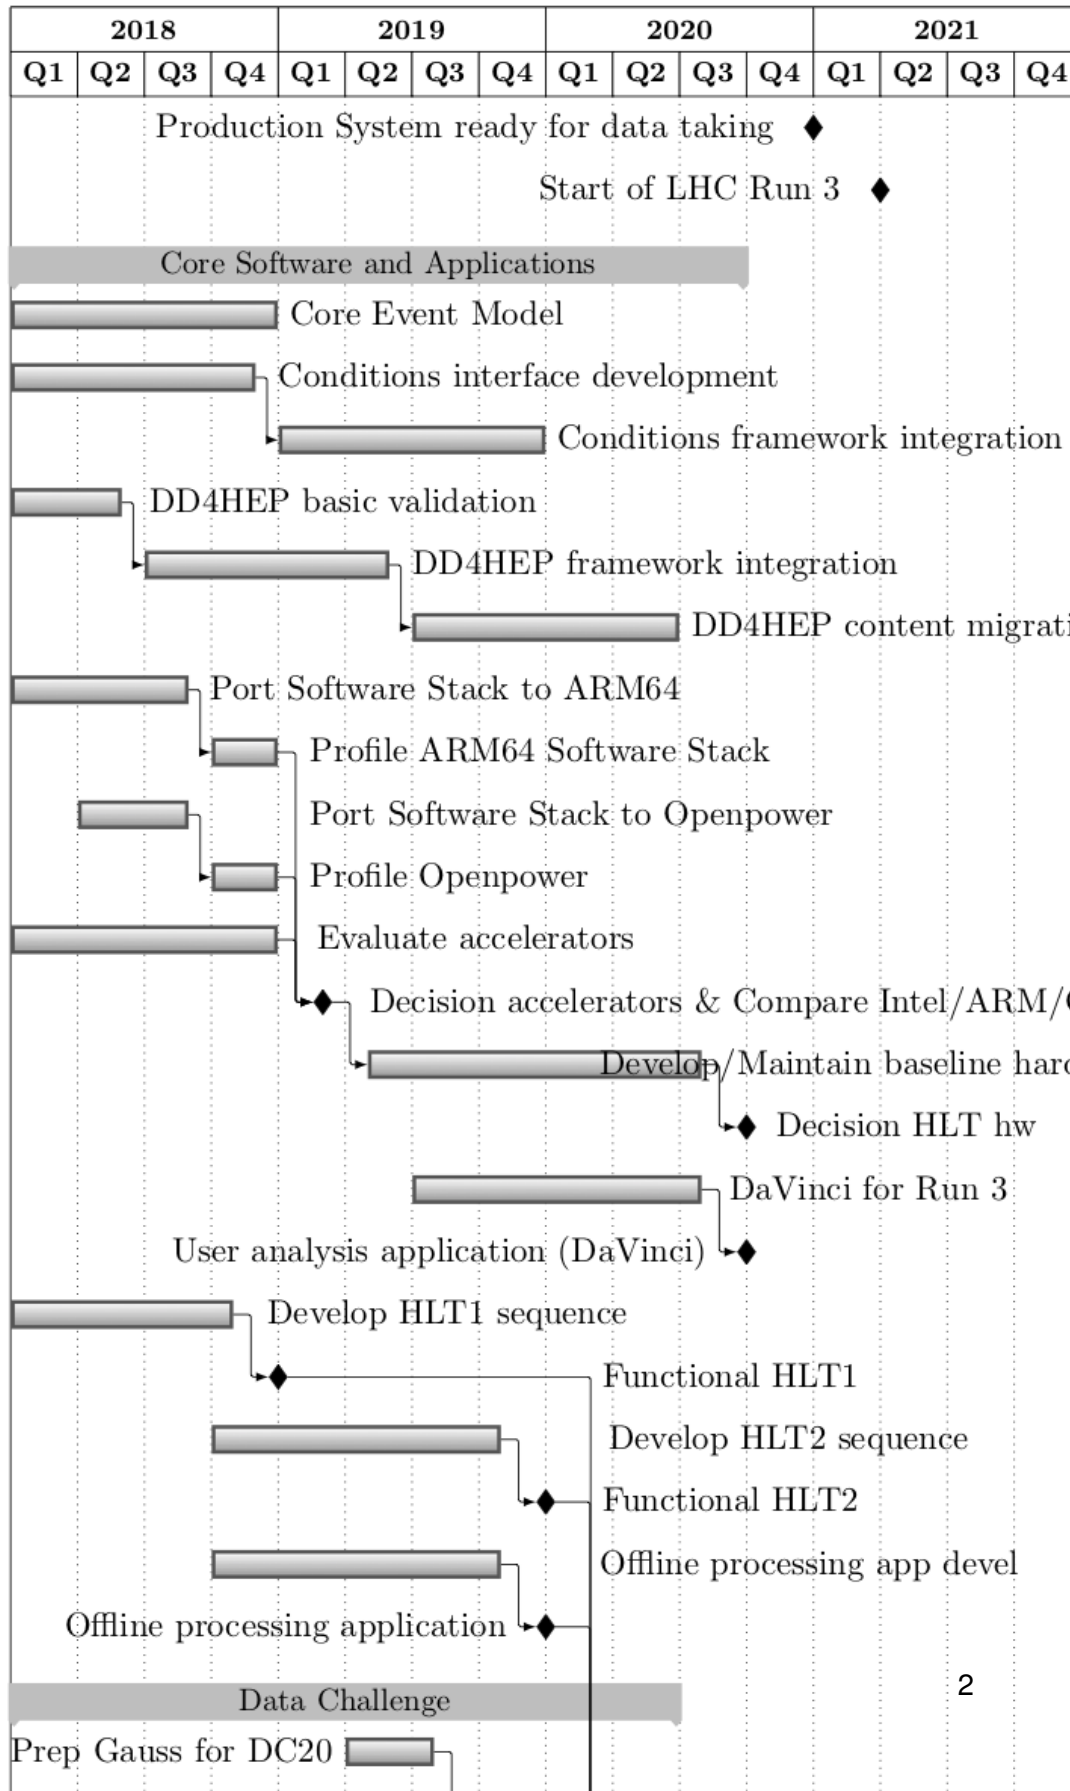 2018 2019 2020 2021
Q1 Q2 Q3 Q4 Q1 Q2 Q3 Q4 Q1 Q2 Q3 Q4 Q1 Q2 Q3 Q4
Production System ready for data taking
Start of LHC Run 3
Core Software and Applications
Core Event Model
Conditions interface development
Conditions framework integration
DD4HEP basic validation
DD4HEP framework integration
DD4HEP content migrati
Port Software Stack to ARM64
Profile ARM64 Software Stack
Port Software Stack to Openpower
Profile Openpower
Evaluate accelerators
Decision accelerators & Compare Intel/ARM/
Develop/Maintain baseline hard
Decision HLT hw
DaVinci for Run 3
User analysis application (DaVinci)
Develop HLT1 sequence
Functional HLT1
Develop HLT2 sequence
Functional HLT2
Offline processing app devel
Offline processing application
2
Data Challenge
Prep Gauss for DC20